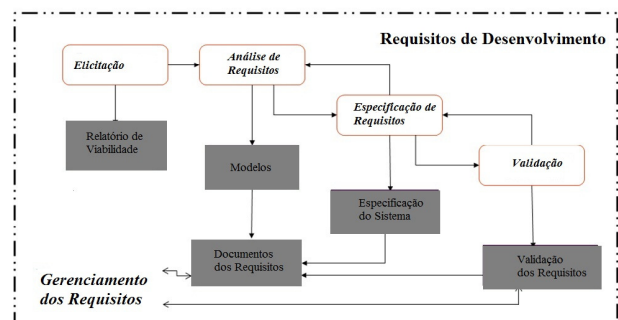 Requisitos de Desenvolvimento
Elicitação
Análise de
Requisitos
Especificação de
Requisitos
Validação
Relatório de
Viabilidade
Modelos
Especificação
do Sistema
Documentos
dos Requisitos
Validação
dos Requisitos
Gerenciamento
dos Requisitos